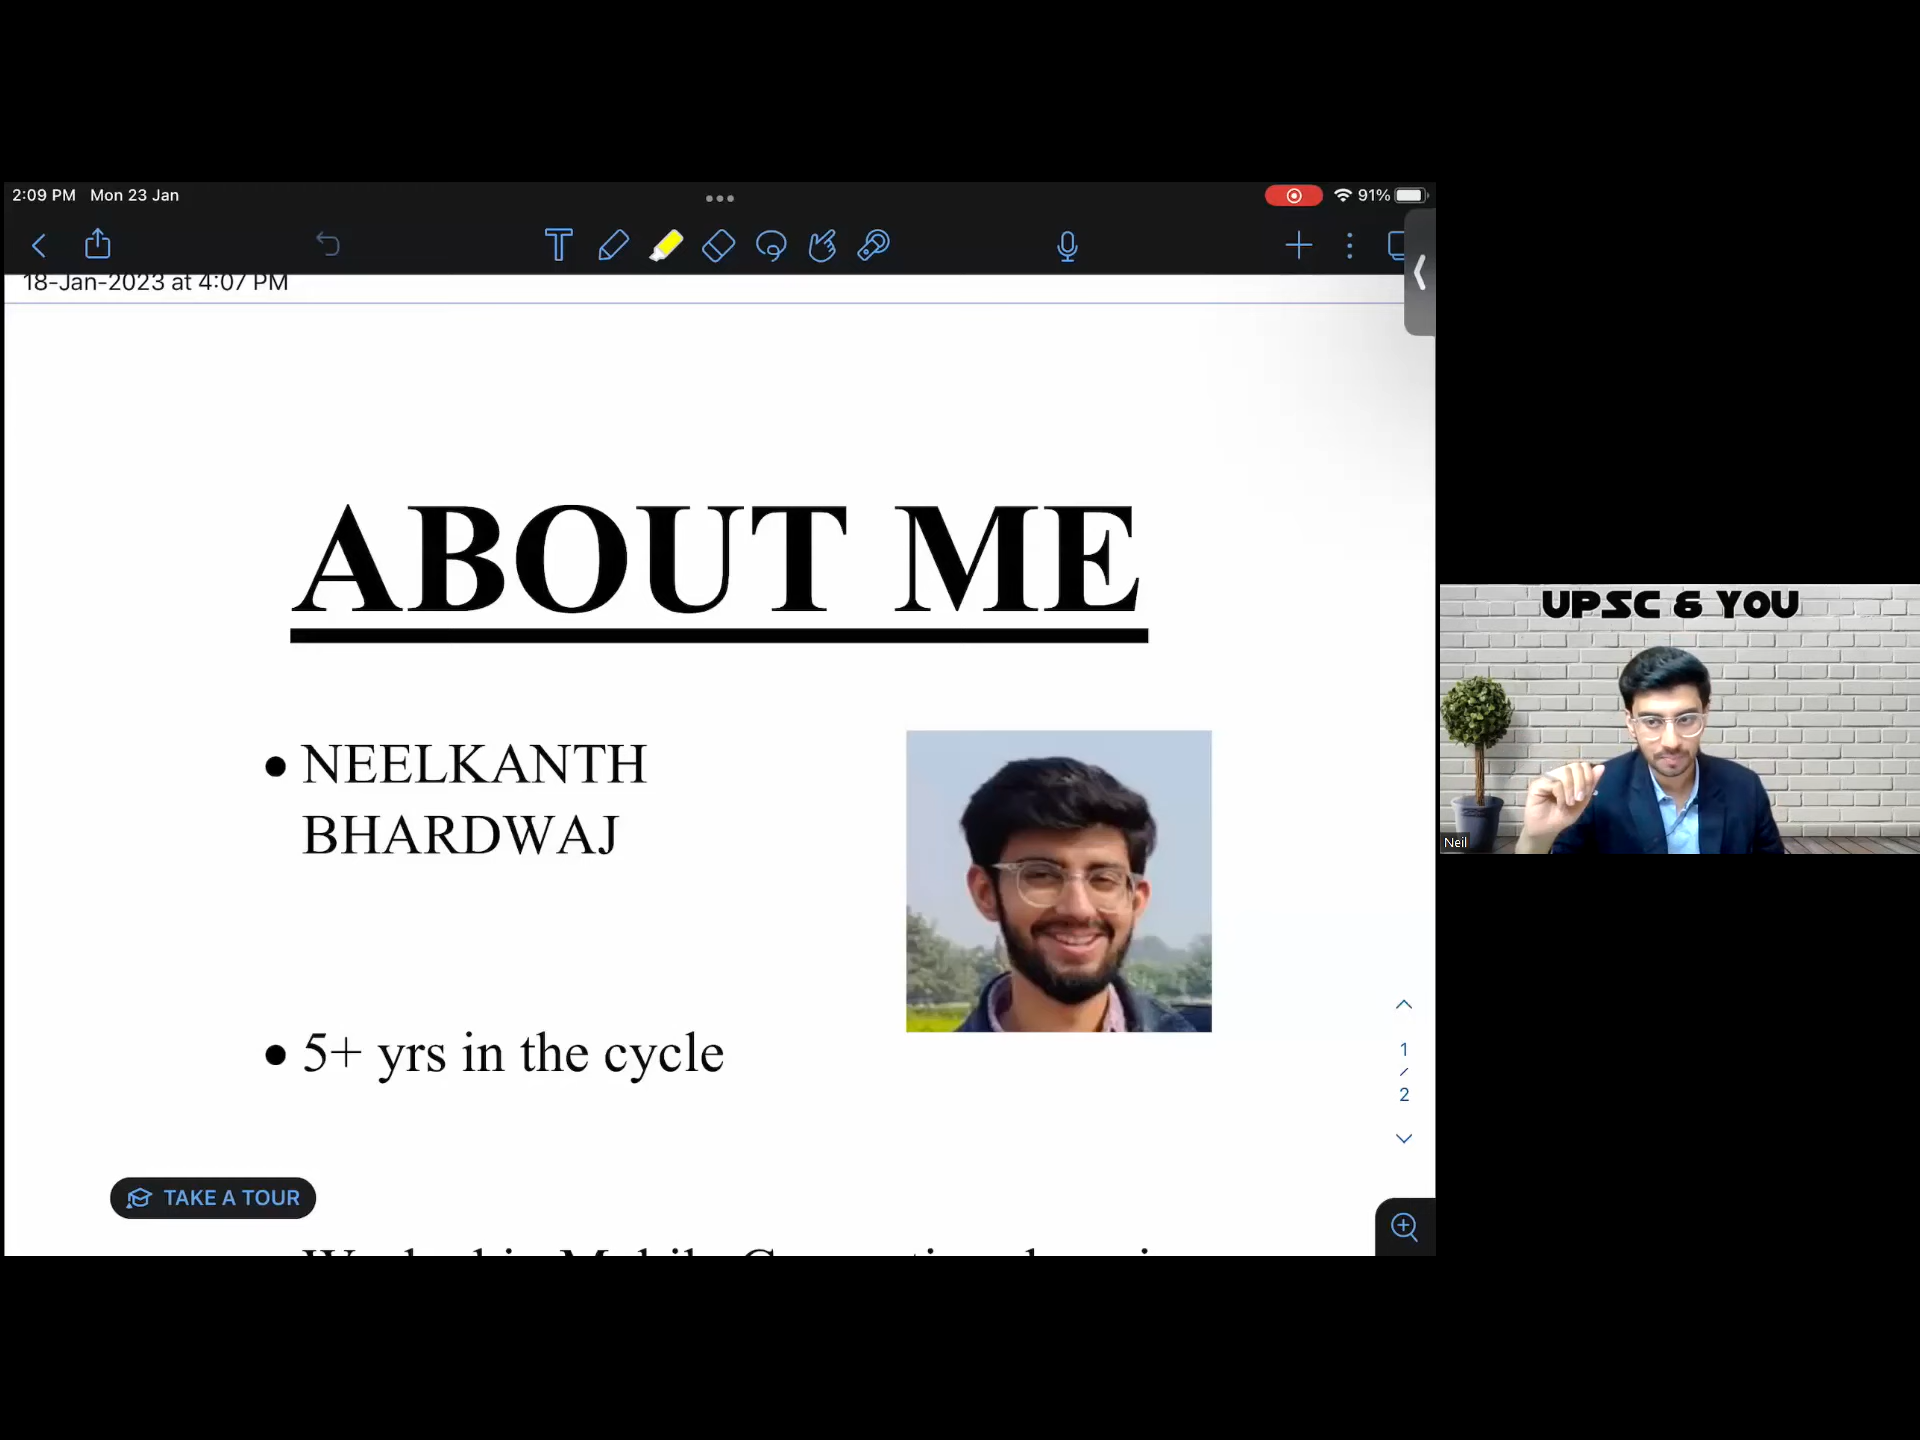 2:09 PM Mon 23 Jan
91%
18-Jan-2023 at 4:07 PM
ABOUT ME
• NEELKANTH
BHARDWAJ
• 5+ yrs in the cycle
1
/
2
TAKE A TOUR
UPSC & YOU
Neil